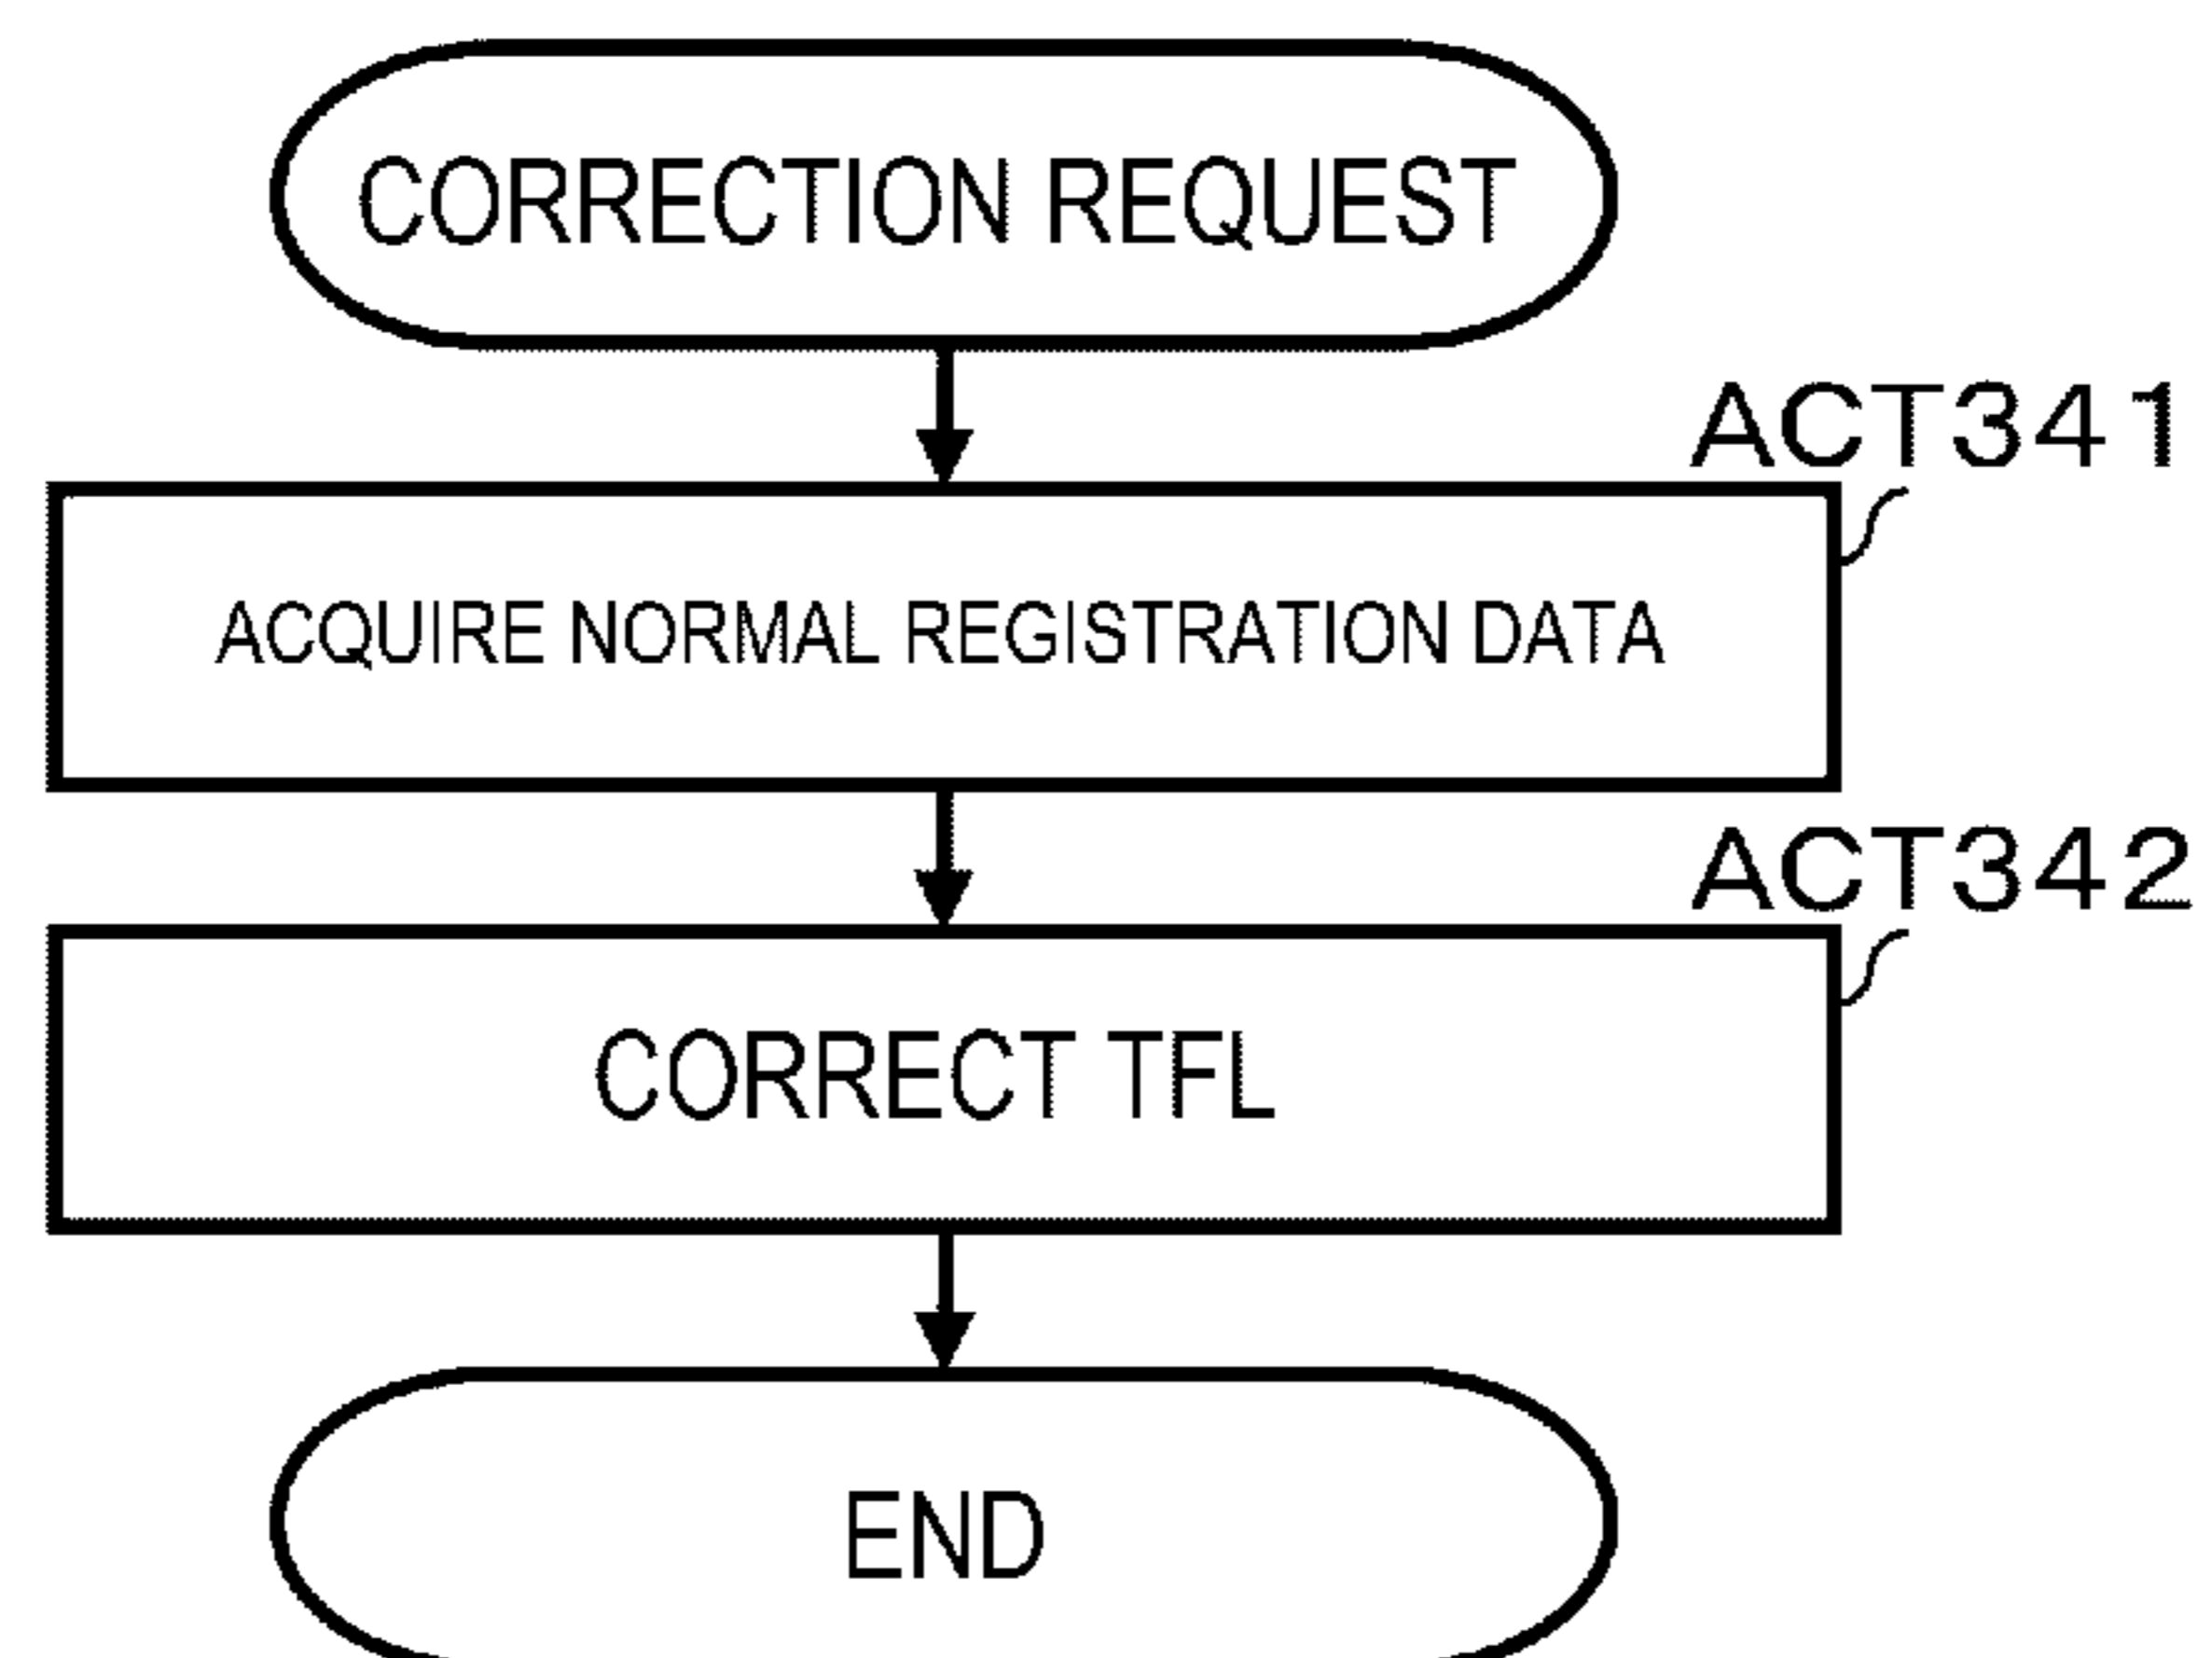 CORRECTION REQUEST
ACT341
ACQUIRE NORMAL REGISTRATION DATA
ACT342
CORRECT TFL
END